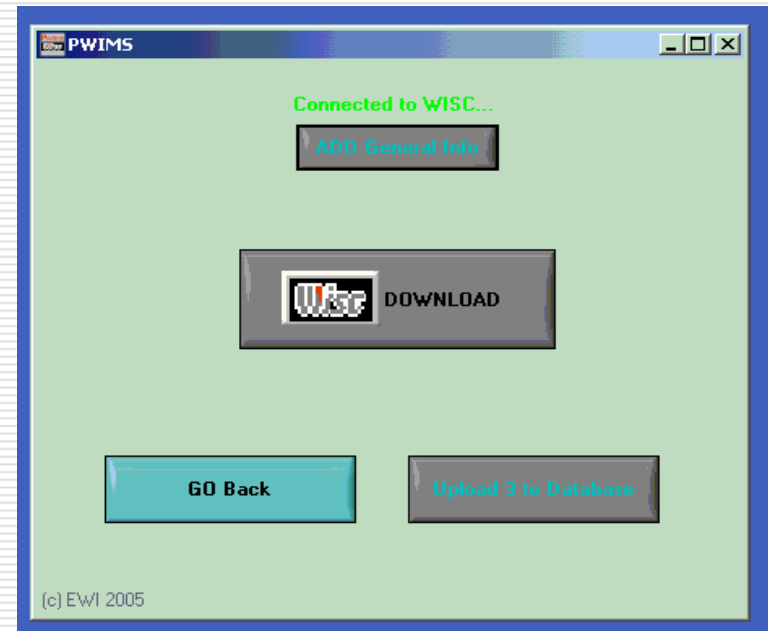 PWIMS
Connected to WISC...
ADD General Info
Wisc DOWNLOAD
GO Back
Upload 3 to Database
(c) EWI 2005